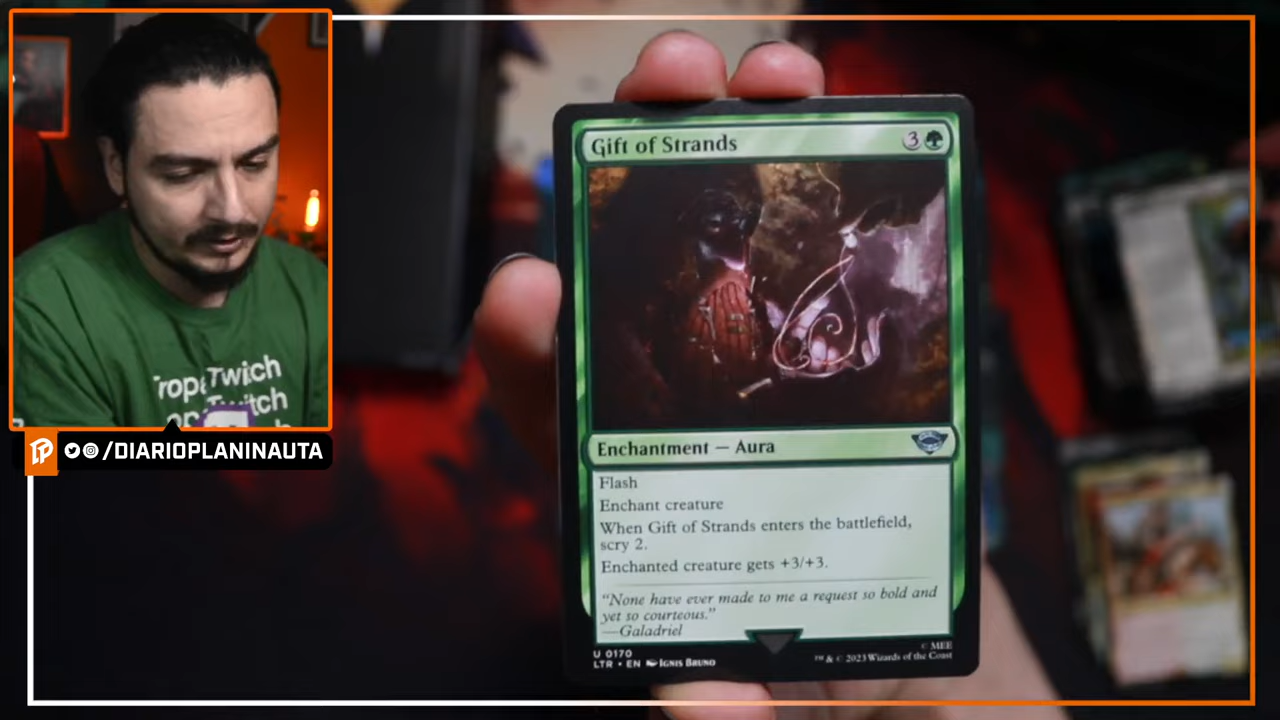 Gift of Strands
3
Enchantment — Aura
Flash
Enchant creature
When Gift of Strands enters the battlefield,
scry 2.
Enchanted creature gets +3/+3.
"None have ever made to me a request so bold and
yet so courteous."
—Galadriel
U 0170
LTR • EN Ignis Bruno
© MEE
™ & © 2023 Wizards of the Coast
Twitch
/DIARIOPLANINAUTA